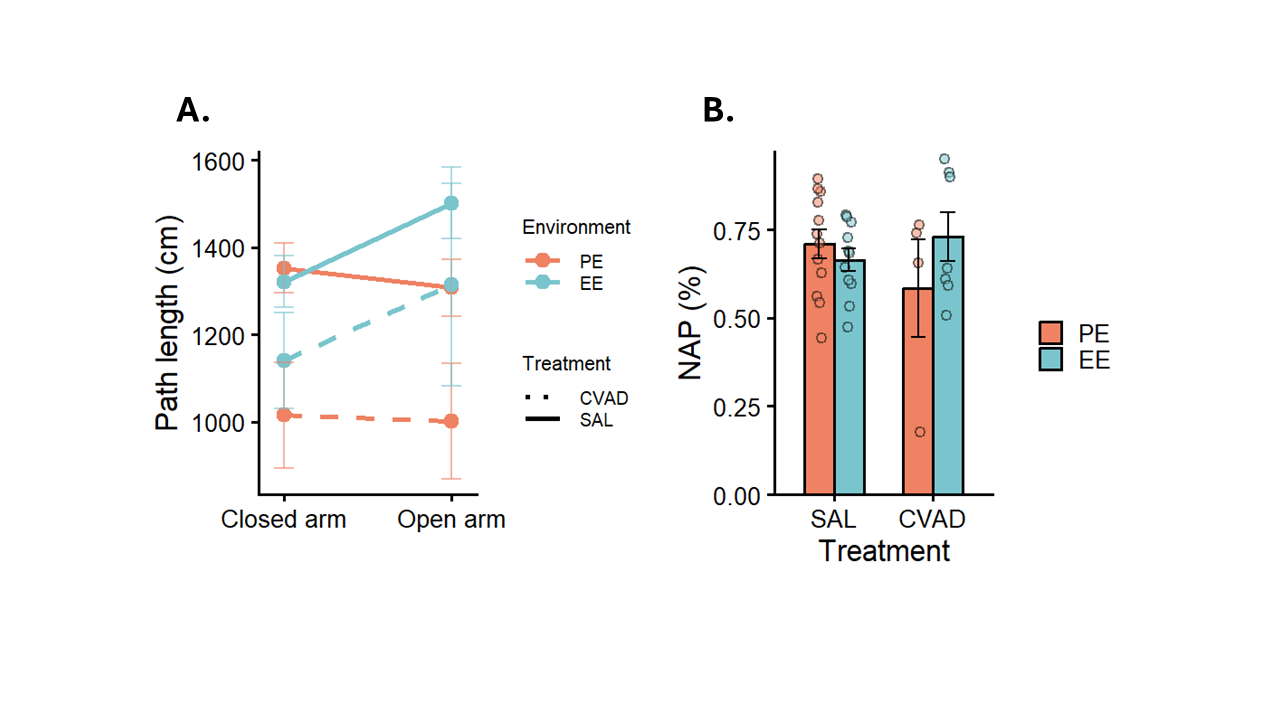 A.
Path length (cm)
1600
1400
1200
1000
Closed arm
Open arm
Environment
PE
EE
Treatment
CVAD
SAL
B.
NAP (%)
0.75
0.50
0.25
0.00
SAL
CVAD
Treatment
PE
EE